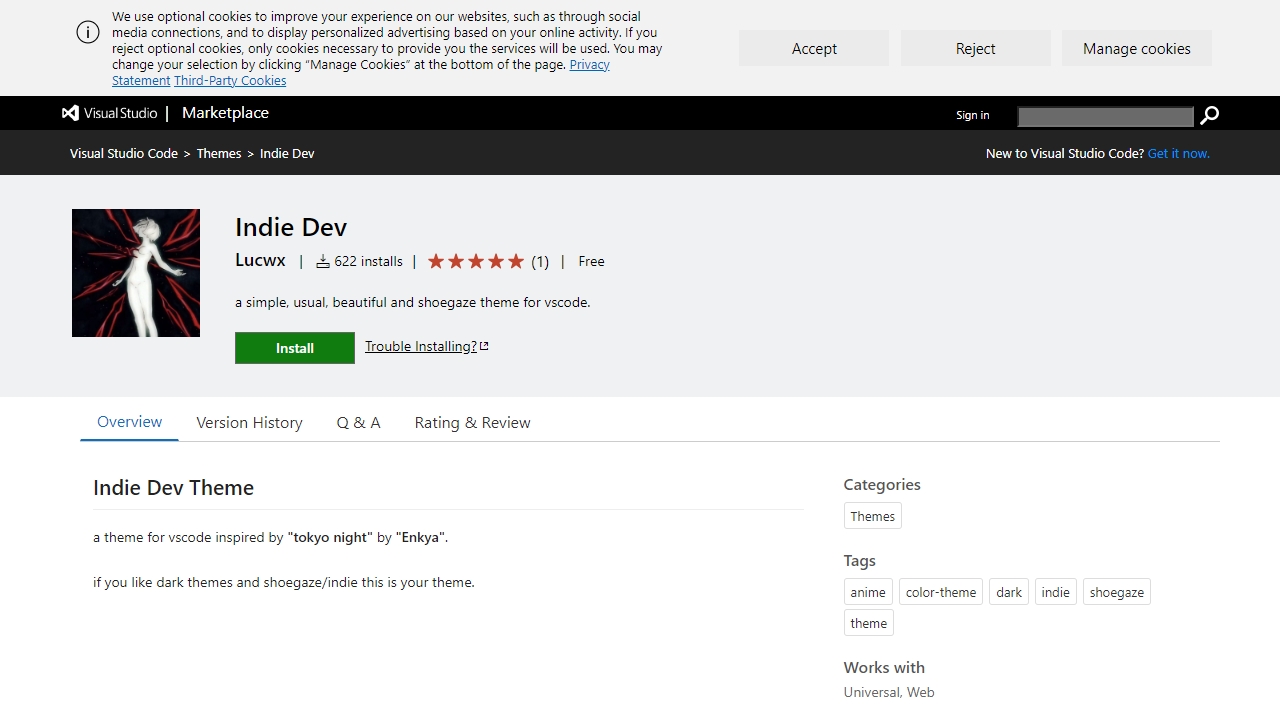 We use optional cookies to improve your experience on our websites, such as through social
media connections, and to display personalized advertising based on your online activity. If you
reject optional cookies, only cookies necessary to provide you the services will be used. You may
change your selection by clicking “Manage Cookies” at the bottom of the page. Privacy
Statement Third-Party Cookies
Accept
Reject
Manage cookies
Visual Studio | Marketplace
Sign in
Visual Studio Code > Themes > Indie Dev
New to Visual Studio Code? Get it now.
Indie Dev
Lucwx | 622 installs | (1) | Free
a simple, usual, beautiful and shoegaze theme for vscode.
Install
Trouble Installing?
Overview
Version History
Q & A
Rating & Review
Indie Dev Theme
a theme for vscode inspired by "tokyo night" by "Enkya".
if you like dark themes and shoegaze/indie this is your theme.
Categories
Themes
Tags
anime
color-theme
dark
indie
shoegaze
theme
Works with
Universal, Web